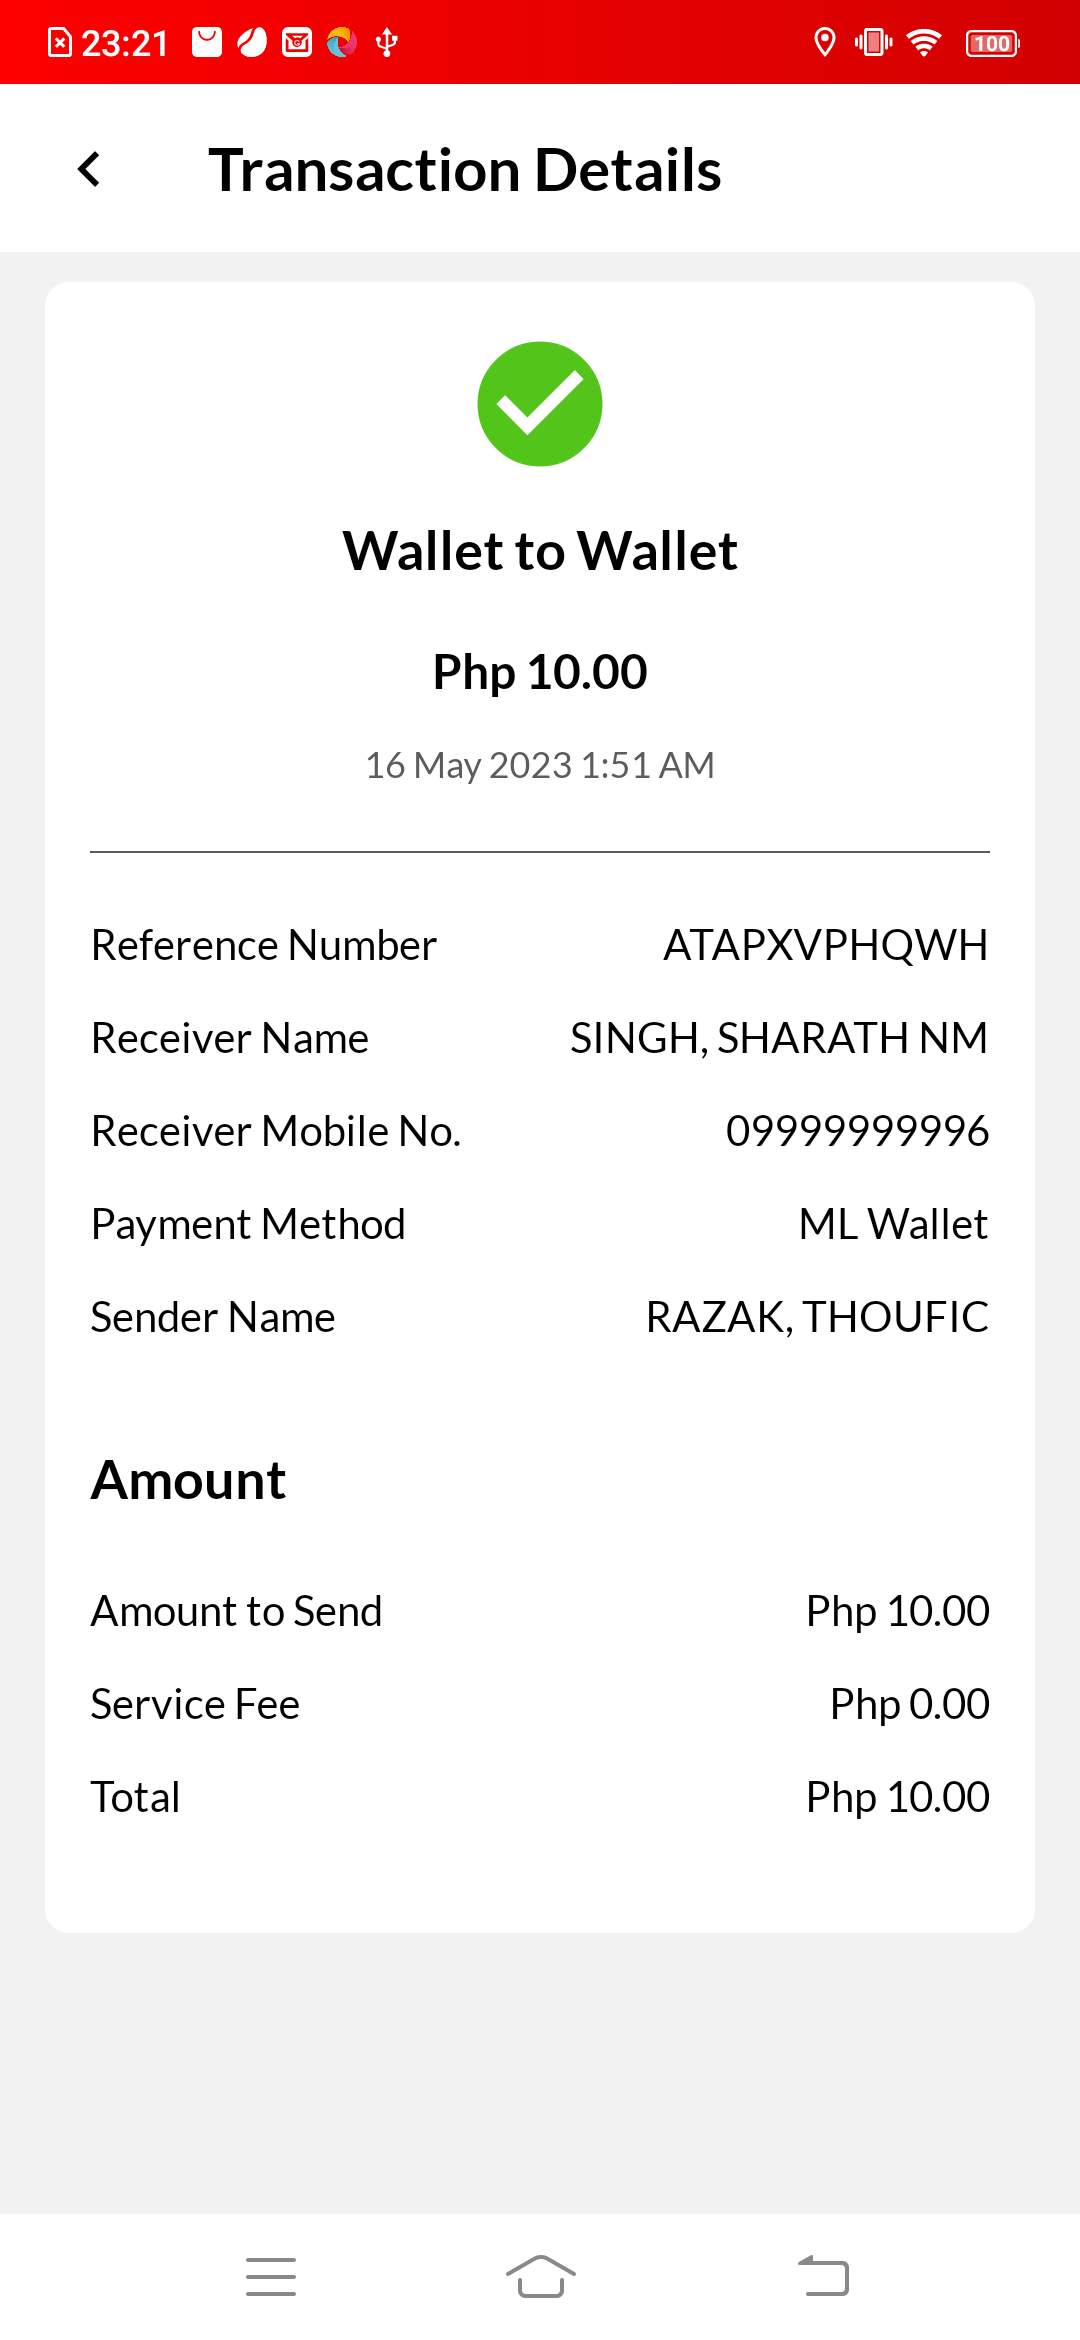 23:21
100
Transaction Details
Wallet to Wallet
Php 10.00
16 May 2023 1:51 AM
Reference Number ATAPXVPHQWH
Receiver Name SINGH, SHARATH NM
Receiver Mobile No. 09999999996
Payment Method ML Wallet
Sender Name RAZAK, THOUFIC
Amount
Amount to Send Php 10.00
Service Fee Php 0.00
Total Php 10.00